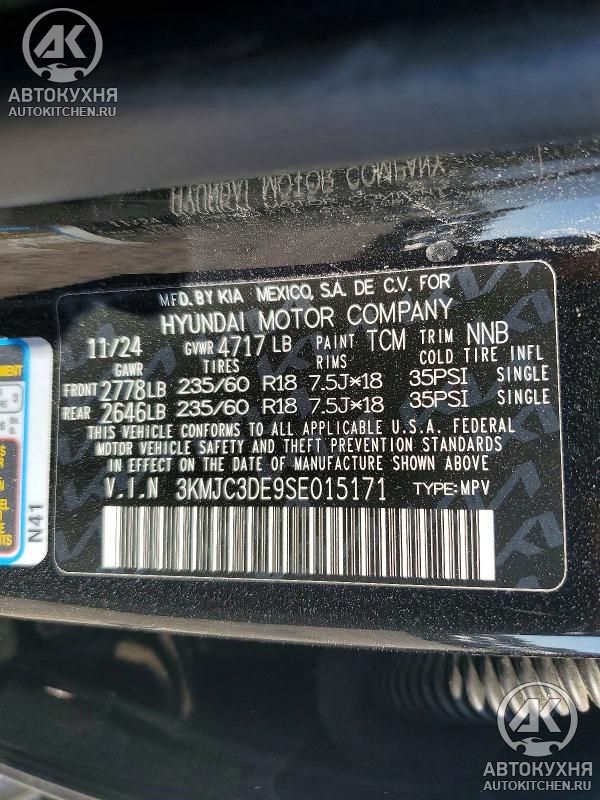 AK
АВТОКУХНЯ
AUTOKITCHEN.RU
HYUNDAI MOTOR COMPANY
MFD. BY KIA MEXICO, S.A. DE C.V. FOR
HYUNDAI MOTOR COMPANY
11/24 GVWR 4717 LB PAINT TCM TRIM NNB
GAWR TIRES RIMS COLD TIRE INFL
FRONT 2778LB 235/60 R18 7.5J×18 35PSI SINGLE
REAR 2646LB 235/60 R18 7.5J×18 35PSI SINGLE
THIS VEHICLE CONFORMS TO ALL APPLICABLE U.S.A. FEDERAL
MOTOR VEHICLE SAFETY AND THEFT PREVENTION STANDARDS
IN EFFECT ON THE DATE OF MANUFACTURE SHOWN ABOVE.
V.I.N 3KMJC3DE9SE015171 TYPE:MPV
N41
AK
АВТОКУХНЯ
AUTOKITCHEN.RU